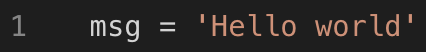 1 msg = 'Hello world'